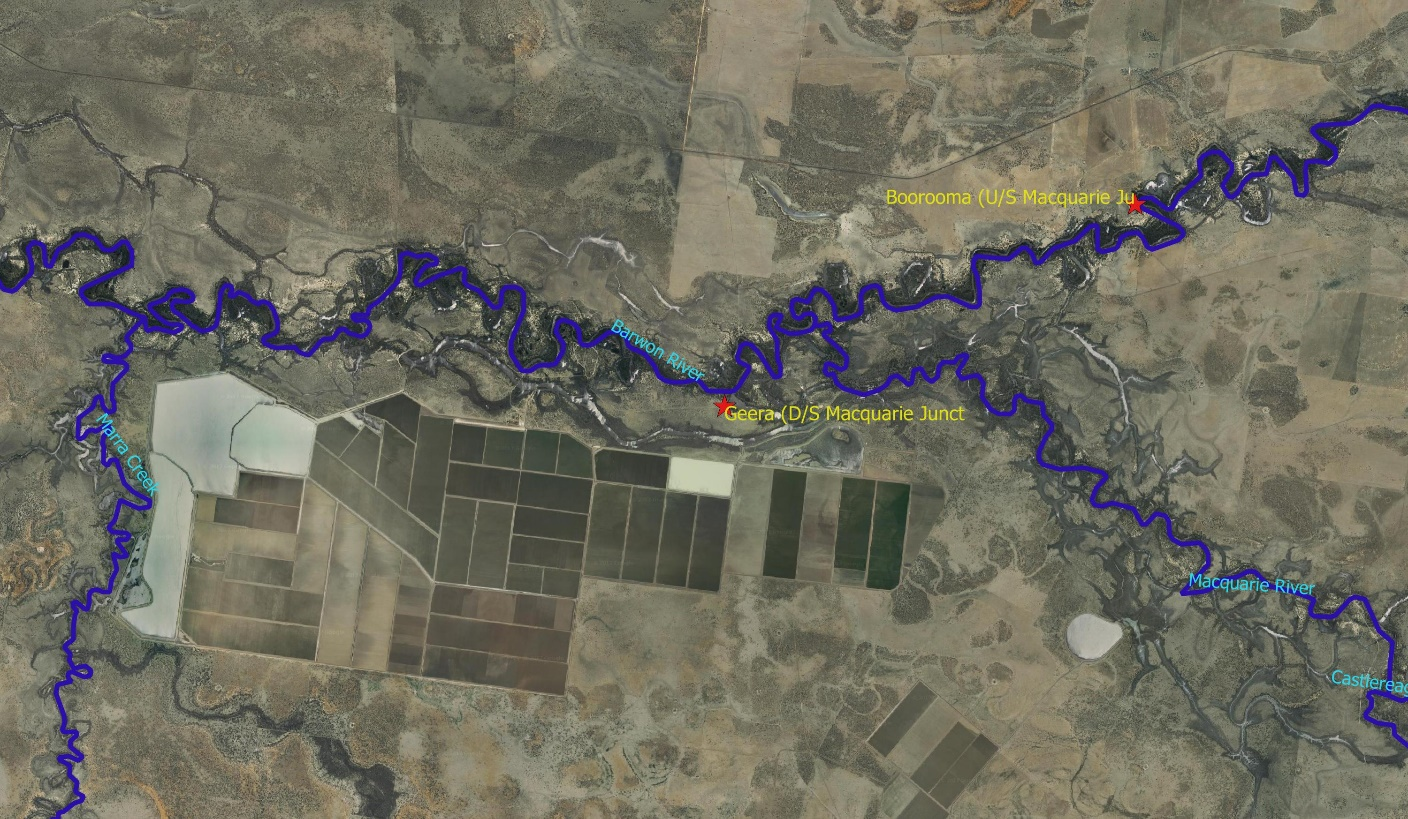 Boorooma (U/S Macquarie Ju
Barwon River
Geera (D/S Macquarie Junct
Marra Creek
Macquarie River
Castlereag